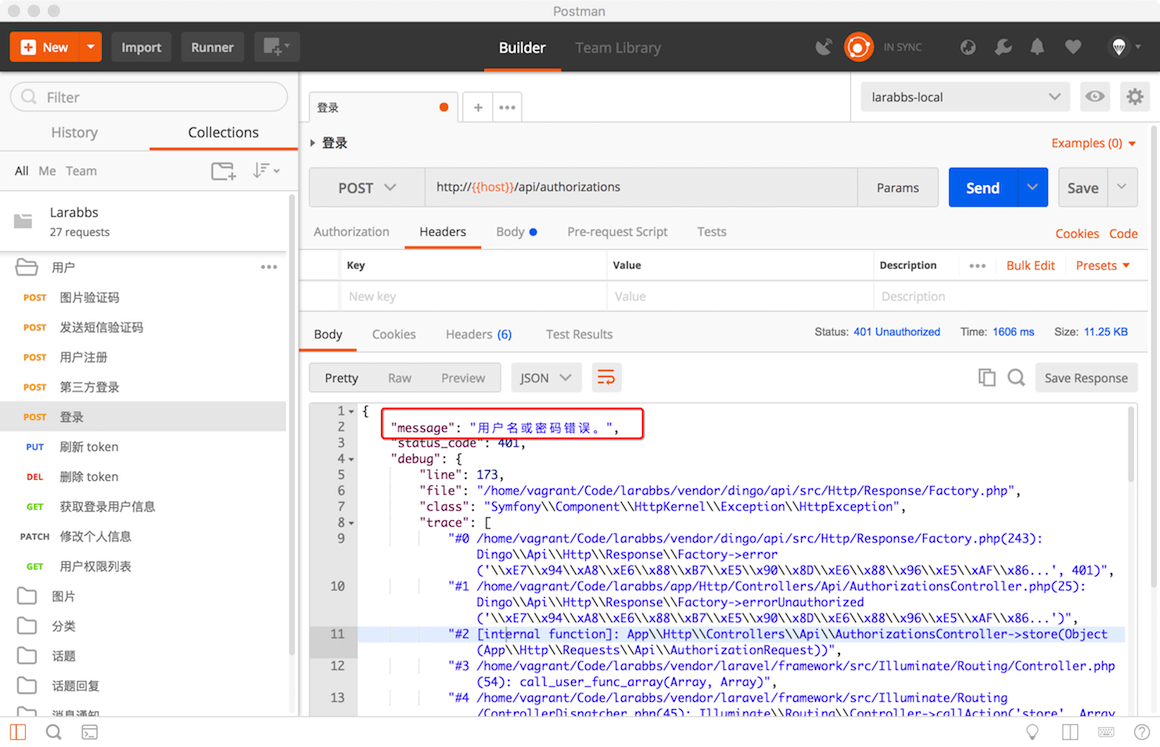 Postman
New
Import
Runner
Builder
Team Library
IN SYNC
Filter
History
Collections
All Me Team
Larabbs
27 requests
用户
POST 图片验证码
POST 发送短信验证码
POST 用户注册
POST 第三方登录
POST 登录
PUT 刷新 token
DEL 删除 token
GET 获取登录用户信息
PATCH 修改个人信息
GET 用户权限列表
图片
分类
话题
话题回复
消息通知
登录
larabbs-local
登录
Examples (0)
POST http://{{host}}/api/authorizations Params Send Save
Authorization Headers Body Pre-request Script Tests Cookies Code
Key Value Description Bulk Edit Presets
New key Value Description
Body Cookies Headers (6) Test Results Status: 401 Unauthorized Time: 1606 ms Size: 11.25 KB
Pretty Raw Preview JSON Save Response
1 {
2 "message": "用户名或密码错误。",
3 "status_code": 401,
4 "debug": {
5 "line": 173,
6 "file": "/home/vagrant/Code/larabbs/vendor/dingo/api/src/Http/Response/Factory.php",
7 "class": "Symfony\\Component\\HttpKernel\\Exception\\HttpException",
8 "trace": [
9 "#0 /home/vagrant/Code/larabbs/vendor/dingo/api/src/Http/Response/Factory.php(243):
Dingo\\Api\\Http\\Response\\Factory->error
('\\xE7\\x94\\xA8\\xE6\\x88\\xB7\\xE5\\x90\\x8D\\xE6\\x88\\x96\\xE5\\xAF\\x86...', 401)",
10 "#1 /home/vagrant/Code/larabbs/app/Http/Controllers/Api/AuthorizationsController.php(25):
Dingo\\Api\\Http\\Response\\Factory->errorUnauthorized
('\\xE7\\x94\\xA8\\xE6\\x88\\xB7\\xE5\\x90\\x8D\\xE6\\x88\\x96\\xE5\\xAF\\x86...')",
11 "#2 [internal function]: App\\Http\\Controllers\\Api\\AuthorizationsController->store(Object
(App\\Http\\Requests\\Api\\AuthorizationRequest))",
12 "#3 /home/vagrant/Code/larabbs/vendor/laravel/framework/src/Illuminate/Routing/Controller.php
(54): call_user_func_array(Array, Array)",
13 "#4 /home/vagrant/Code/larabbs/vendor/laravel/framework/src/Illuminate/Routing
/ControllerDispatcher.php(45): Illuminate\\Routing\\Controller->callAction('store', Array